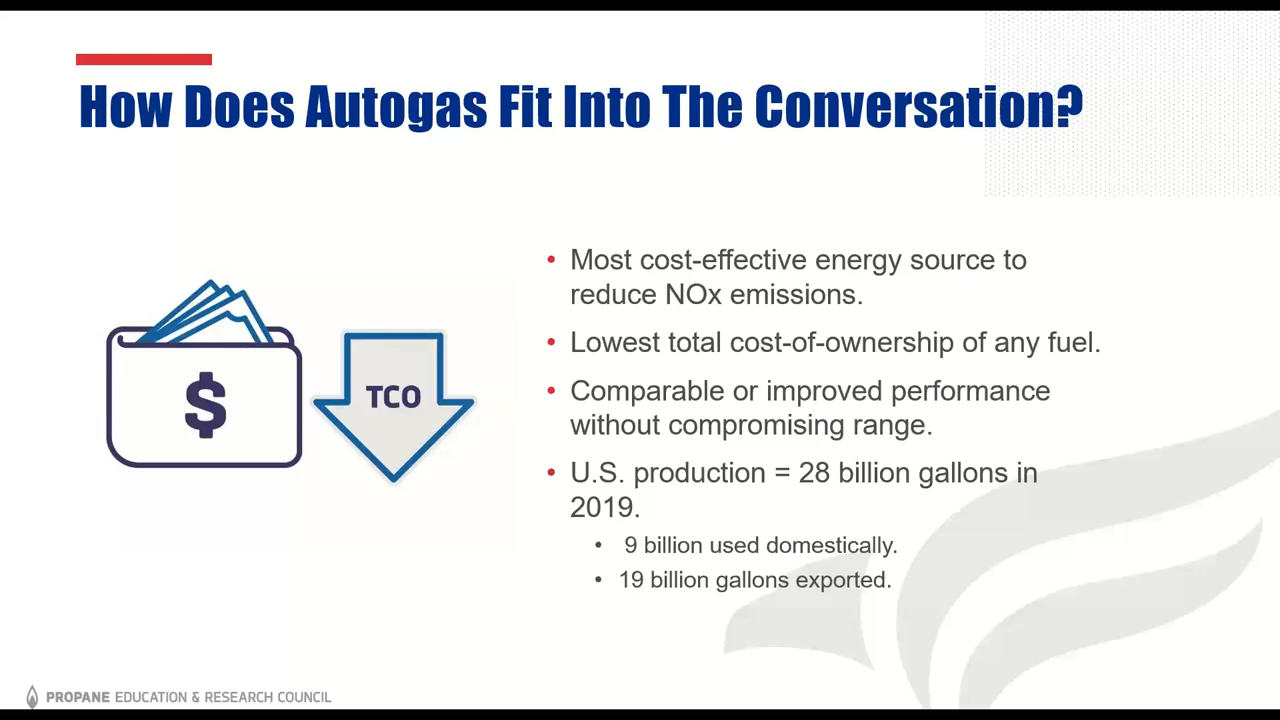 How Does Autogas Fit Into The Conversation?
$
TCO
• Most cost-effective energy source to
reduce NOx emissions.
• Lowest total cost-of-ownership of any fuel.
• Comparable or improved performance
without compromising range.
• U.S. production = 28 billion gallons in
2019.
• 9 billion used domestically.
• 19 billion gallons exported.
PROPANE EDUCATION & RESEARCH COUNCIL